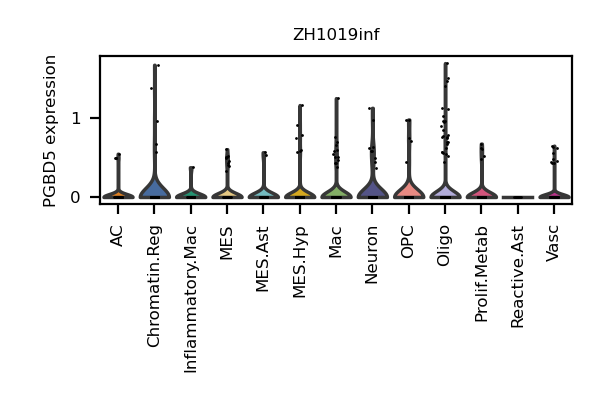 ZH1019inf
PGBD5 expression
1
0
AC
Chromatin.Reg
Inflammatory.Mac
MES
MES.Ast
MES.Hyp
Mac
Neuron
OPC
Oligo
Prolif.Metab
Reactive.Ast
Vasc